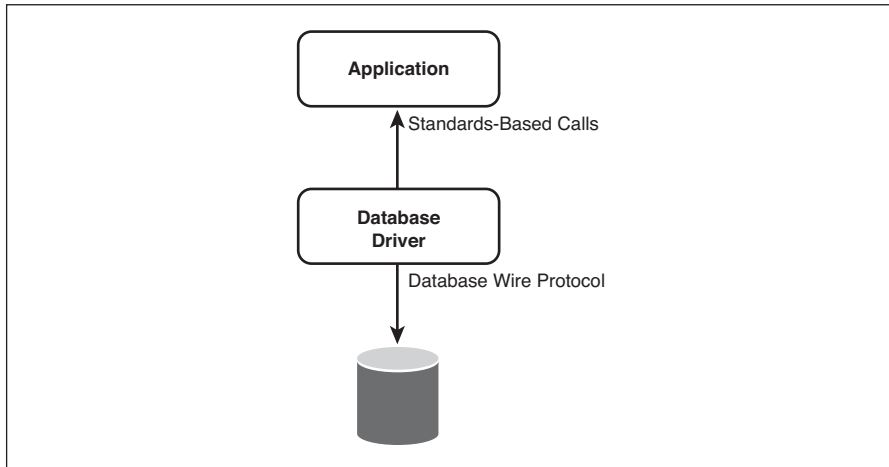 Application
Standards-Based Calls
Database
Driver
Database Wire Protocol